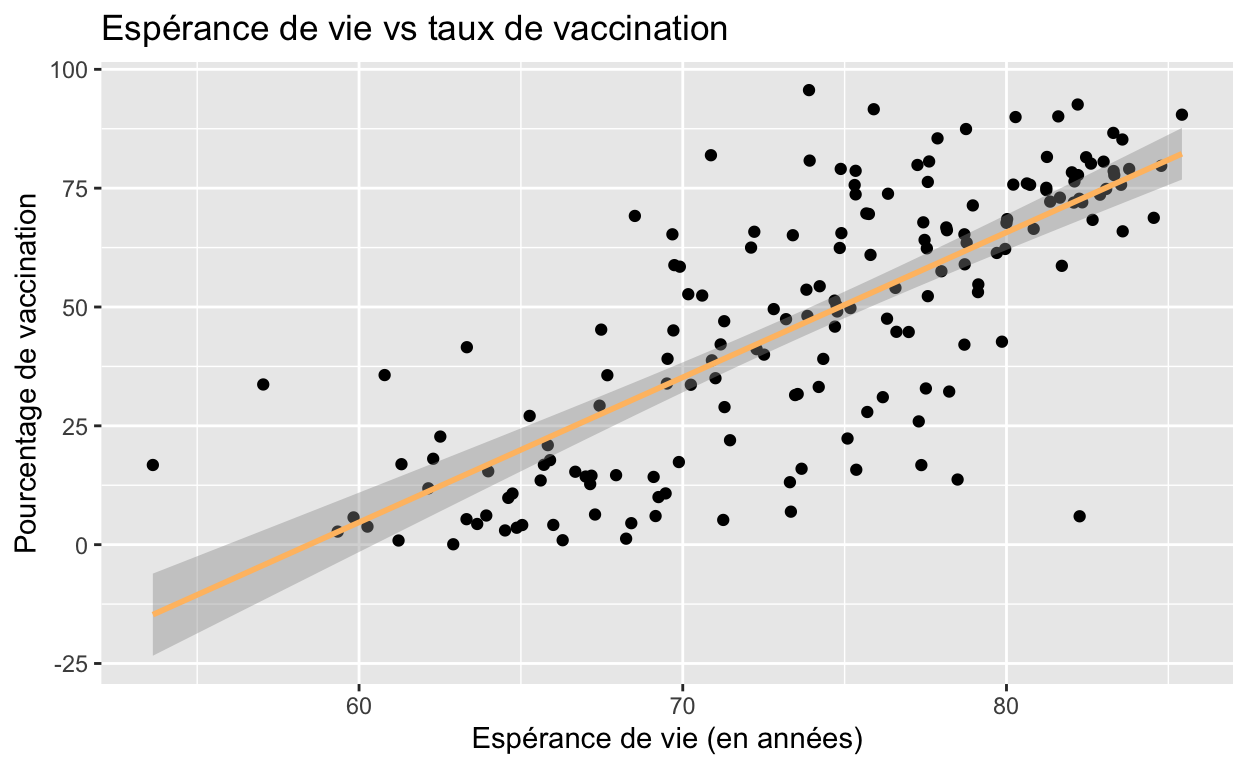 Espérance de vie vs taux de vaccination
100
75
50
25
0
-25
Pourcentage de vaccination
60 70 80
Espérance de vie (en années)